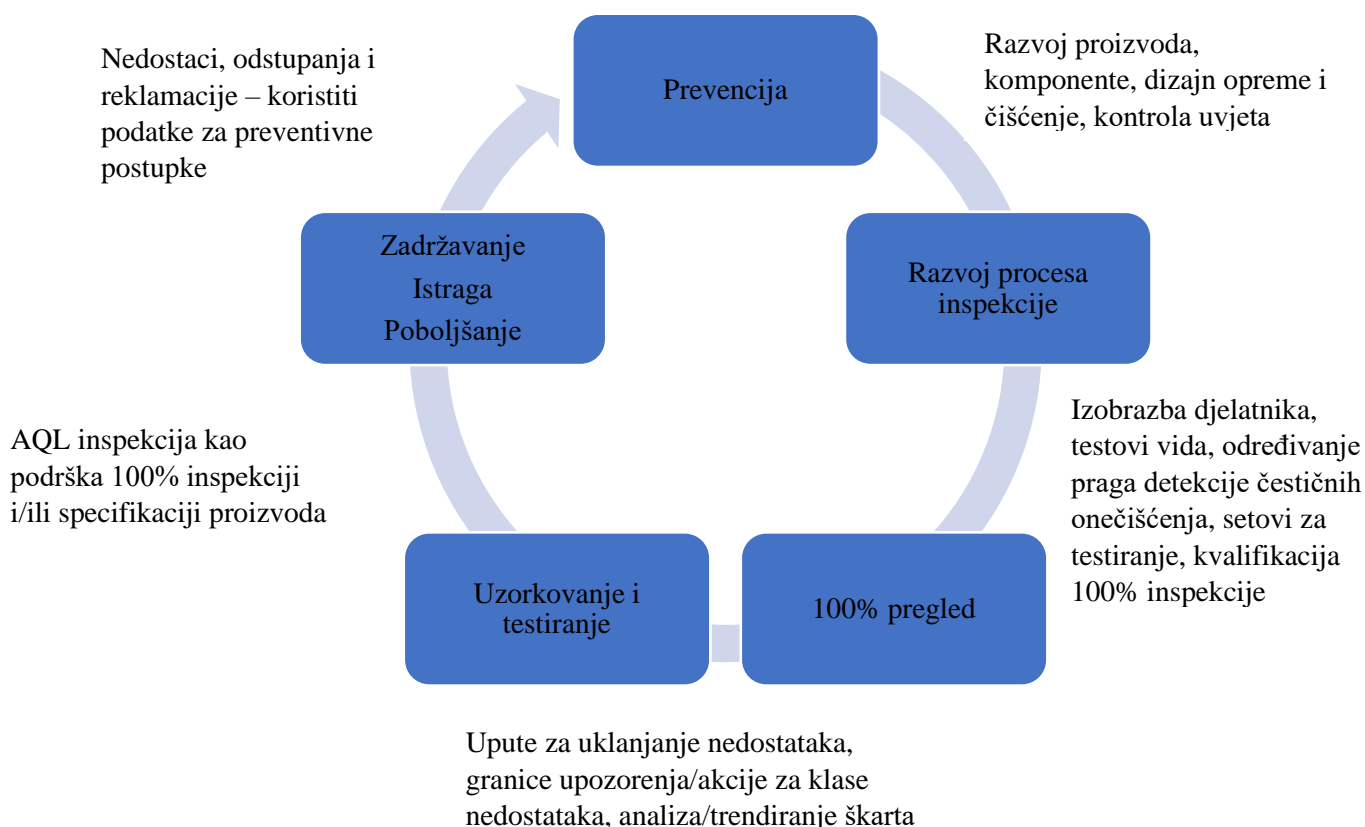 Nedostaci, odstupanja i
reklamacije – koristiti
podatke za preventivne
postupke
Prevencija
Razvoj proizvoda,
komponente, dizajn opreme i
čišćenje, kontrola uvjeta
Zadržavanje
Istraga
Poboljšanje
Razvoj procesa
inspekcije
AQL inspekcija kao
podrška 100% inspekciji
i/ili specifikaciji proizvoda
Izobrazba djelatnika,
testovi vida, određivanje
praga detekcije čestičnih
onečišćenja, setovi za
testiranje, kvalifikacija
100% inspekcije
Uzorkovanje i
testiranje
100% pregled
Upute za uklanjanje nedostataka,
granice upozorenja/akcije za klase
nedostataka, analiza/trendiranje škarta